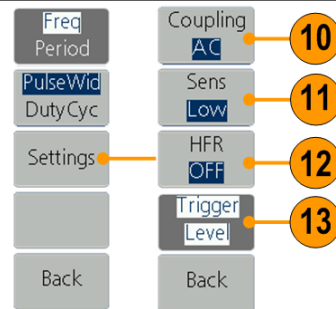 Freq
Period
PulseWid
DutyCyc
Settings
Back
Coupling
AC
10
Sens
Low
11
HFR
OFF
12
Trigger
Level
13
Back